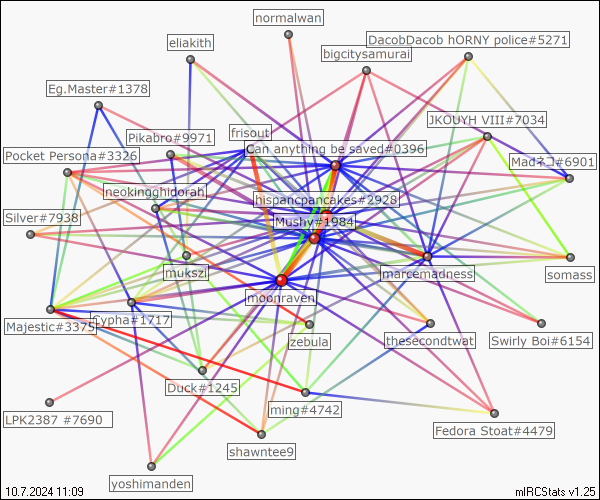 normalwan
eliakith
DacobDacob hORNY police#5271
bigcitysamurai
Eg.Master#1378
JKOUYH VIII#7034
Pikabro#9971
frisout
Can anything be saved#0396
Pocket Persona#3326
Madネコ#6901
neokingghidorah
hispancpancakes#2928
Silver#7938
Mushy#1984
mukszi
marcemadness
somass
moonraven
Majestic#3375
Cypha#1717
zebula
thesecondtwat
Swirly Boi#6154
Duck#1245
LPK2387 #7690
ming#4742
Fedora Stoat#4479
shawntee9
yoshimanden
10.7.2024 11:09
mIRCStats v1.25